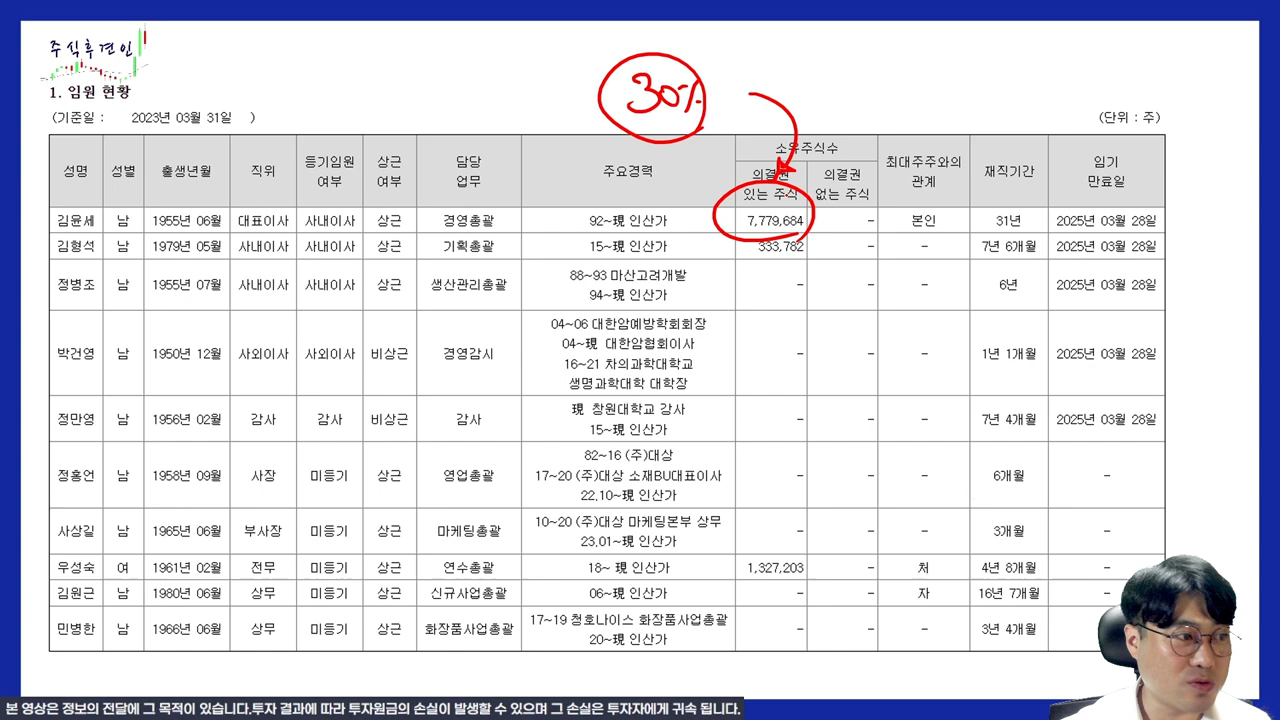 주식후견인
1. 임원 현황
(기준일 : 2023년 03월 31일 ) (단위 : 주)
30%
성명 성별 출생년월 직위 등기임원 여부 상근 여부 담당 업무 주요경력 소유주식수 최대주주와의 관계 재직기간 임기 만료일
의결권 있는 주식 의결권 없는 주식
김윤세 남 1955년 06월 대표이사 사내이사 상근 경영총괄 92~現 인산가 7,779,684 - 본인 31년 2025년 03월 28일
김형석 남 1979년 05월 사내이사 사내이사 상근 기획총괄 15~現 인산가 333,782 - - 7년 6개월 2025년 03월 28일
정병조 남 1955년 07월 사내이사 사내이사 상근 생산관리총괄 88~93 마산고려개발
94~現 인산가 - - - 6년 2025년 03월 28일
박건영 남 1950년 12월 사외이사 사외이사 비상근 경영감시 04~06 대한암예방학회회장
04~現 대한암협회이사
16~21 차의과학대학교
생명과학대학 대학장 - - - 1년 1개월 2025년 03월 28일
정만영 남 1956년 02월 감사 감사 비상근 감사 現 창원대학교 강사
15~現 인산가 - - - 7년 4개월 2025년 03월 28일
정홍언 남 1958년 09월 사장 미등기 상근 영업총괄 82~16 (주)대상
17~20 (주)대상 소재BU대표이사
22.10~現 인산가 - - - 6개월 -
사상길 남 1965년 06월 부사장 미등기 상근 마케팅총괄 10~20 (주)대상 마케팅본부 상무
23.01~現 인산가 - - - 3개월 -
우성숙 여 1961년 02월 전무 미등기 상근 연수총괄 18~ 現 인산가 1,327,203 - 처 4년 8개월 -
김원근 남 1980년 06월 상무 미등기 상근 신규사업총괄 06~現 인산가 - - 자 16년 7개월 -
민병한 남 1966년 06월 상무 미등기 상근 화장품사업총괄 17~19 청호나이스 화장품사업총괄
20~現 인산가 - - - 3년 4개월
본 영상은 정보의 전달에 그 목적이 있습니다.투자 결과에 따라 투자원금의 손실이 발생할 수 있으며 그 손실은 투자자에게 귀속 됩니다.